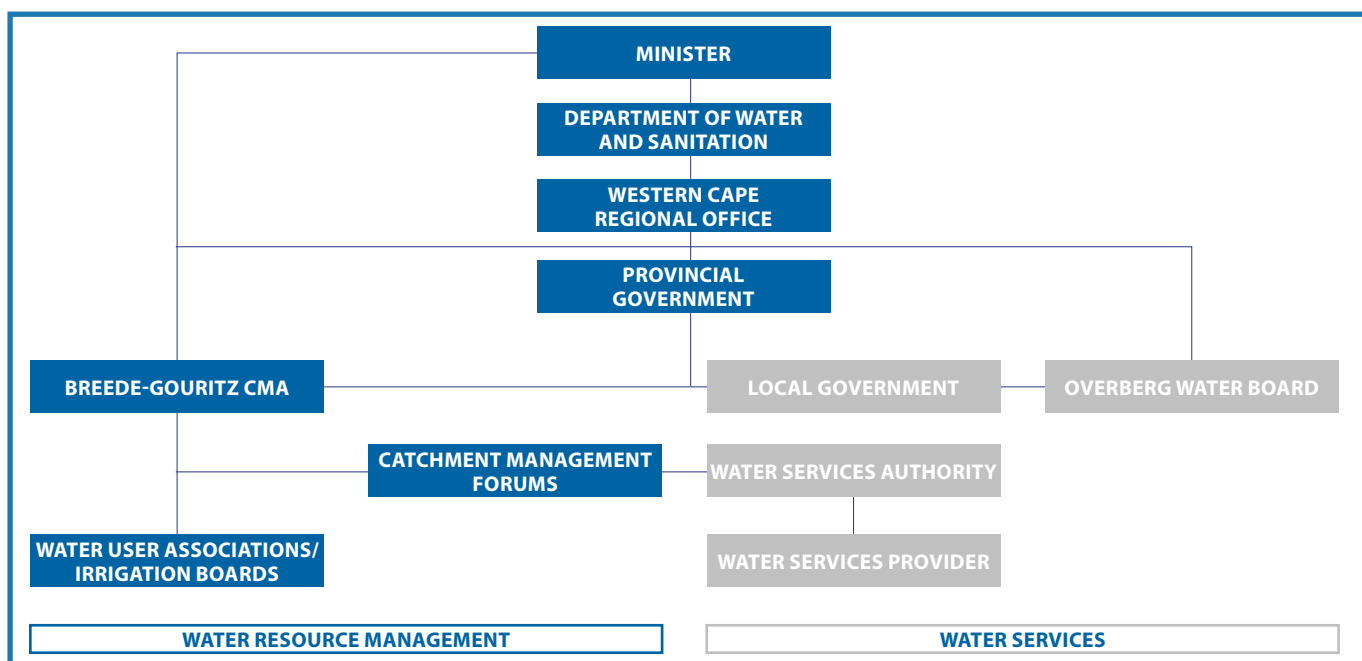 MINISTER
DEPARTMENT OF WATER
AND SANITATION
WESTERN CAPE
REGIONAL OFFICE
PROVINCIAL
GOVERNMENT
BREEDE-GOURITZ CMA
LOCAL GOVERNMENT
OVERBERG WATER BOARD
CATCHMENT MANAGEMENT
FORUMS
WATER SERVICES AUTHORITY
WATER USER ASSOCIATIONS/
IRRIGATION BOARDS
WATER SERVICES PROVIDER
WATER RESOURCE MANAGEMENT
WATER SERVICES